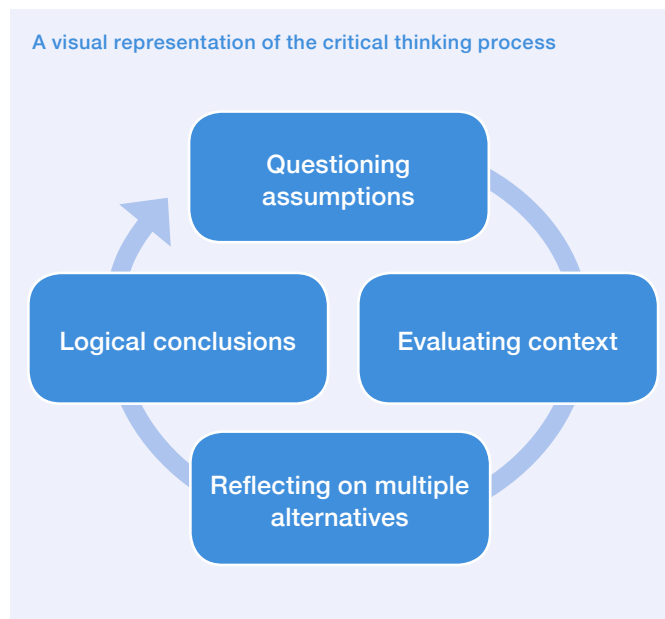 A visual representation of the critical thinking process
Questioning
assumptions
Logical conclusions
Evaluating context
Reflecting on multiple
alternatives